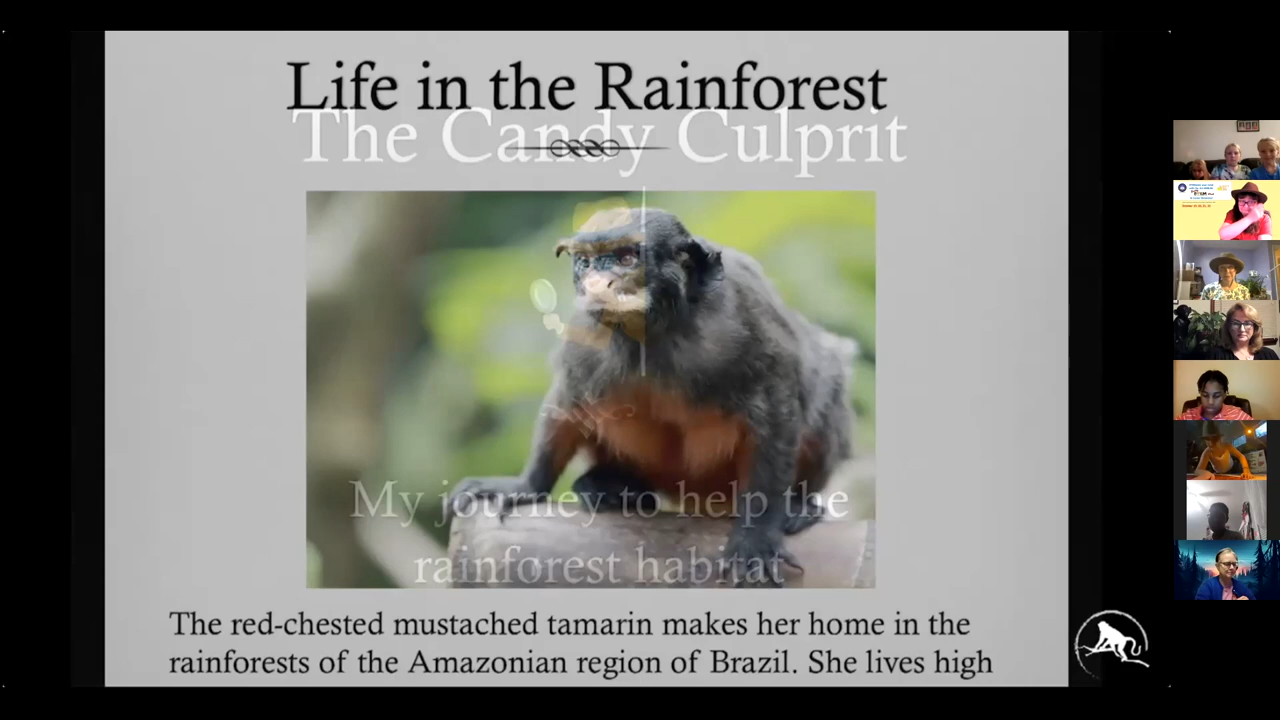 Life in the Rainforest
The Candy Culprit
My journey to help the
rainforest habitat
The red-chested mustached tamarin makes her home in the
rainforests of the Amazonian region of Brazil. She lives high